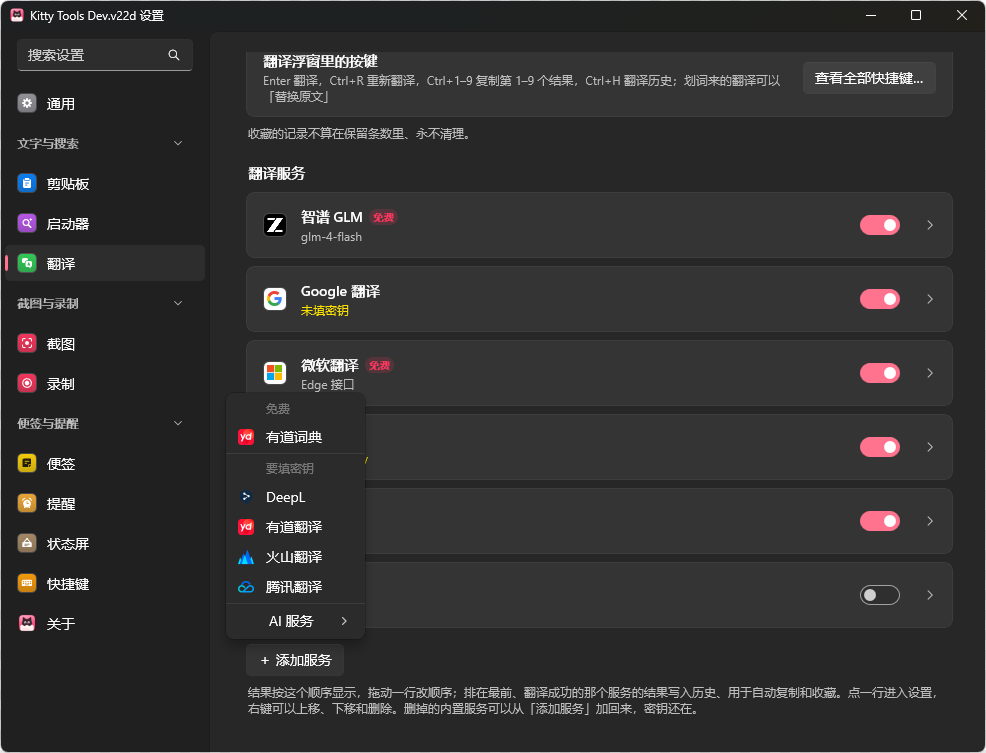 Kitty Tools Dev.v22d 设置
搜索设置
通用
文字与搜索
剪贴板
启动器
翻译
截图与录制
截图
录制
便签与提醒
便签
提醒
状态屏
快捷键
关于
翻译浮窗里的按键
Enter 翻译，Ctrl+R 重新翻译，Ctrl+1–9 复制第 1–9 个结果，Ctrl+H 翻译历史；划词来的翻译可以
「替换原文」
查看全部快捷键...
收藏的记录不算在保留条数里、永不清理。
翻译服务
智谱 GLM 免费
glm-4-flash
Google 翻译
未填密钥
微软翻译 免费
Edge 接口
免费
有道词典
要填密钥
DeepL
有道翻译
火山翻译
腾讯翻译
AI 服务
+ 添加服务
结果按这个顺序显示，拖动一行改顺序；排在最前、翻译成功的那个服务的结果写入历史、用于自动复制和收藏。点一行进入设置，
右键可以上移、下移和删除。删掉的内置服务可以从「添加服务」加回来，密钥还在。